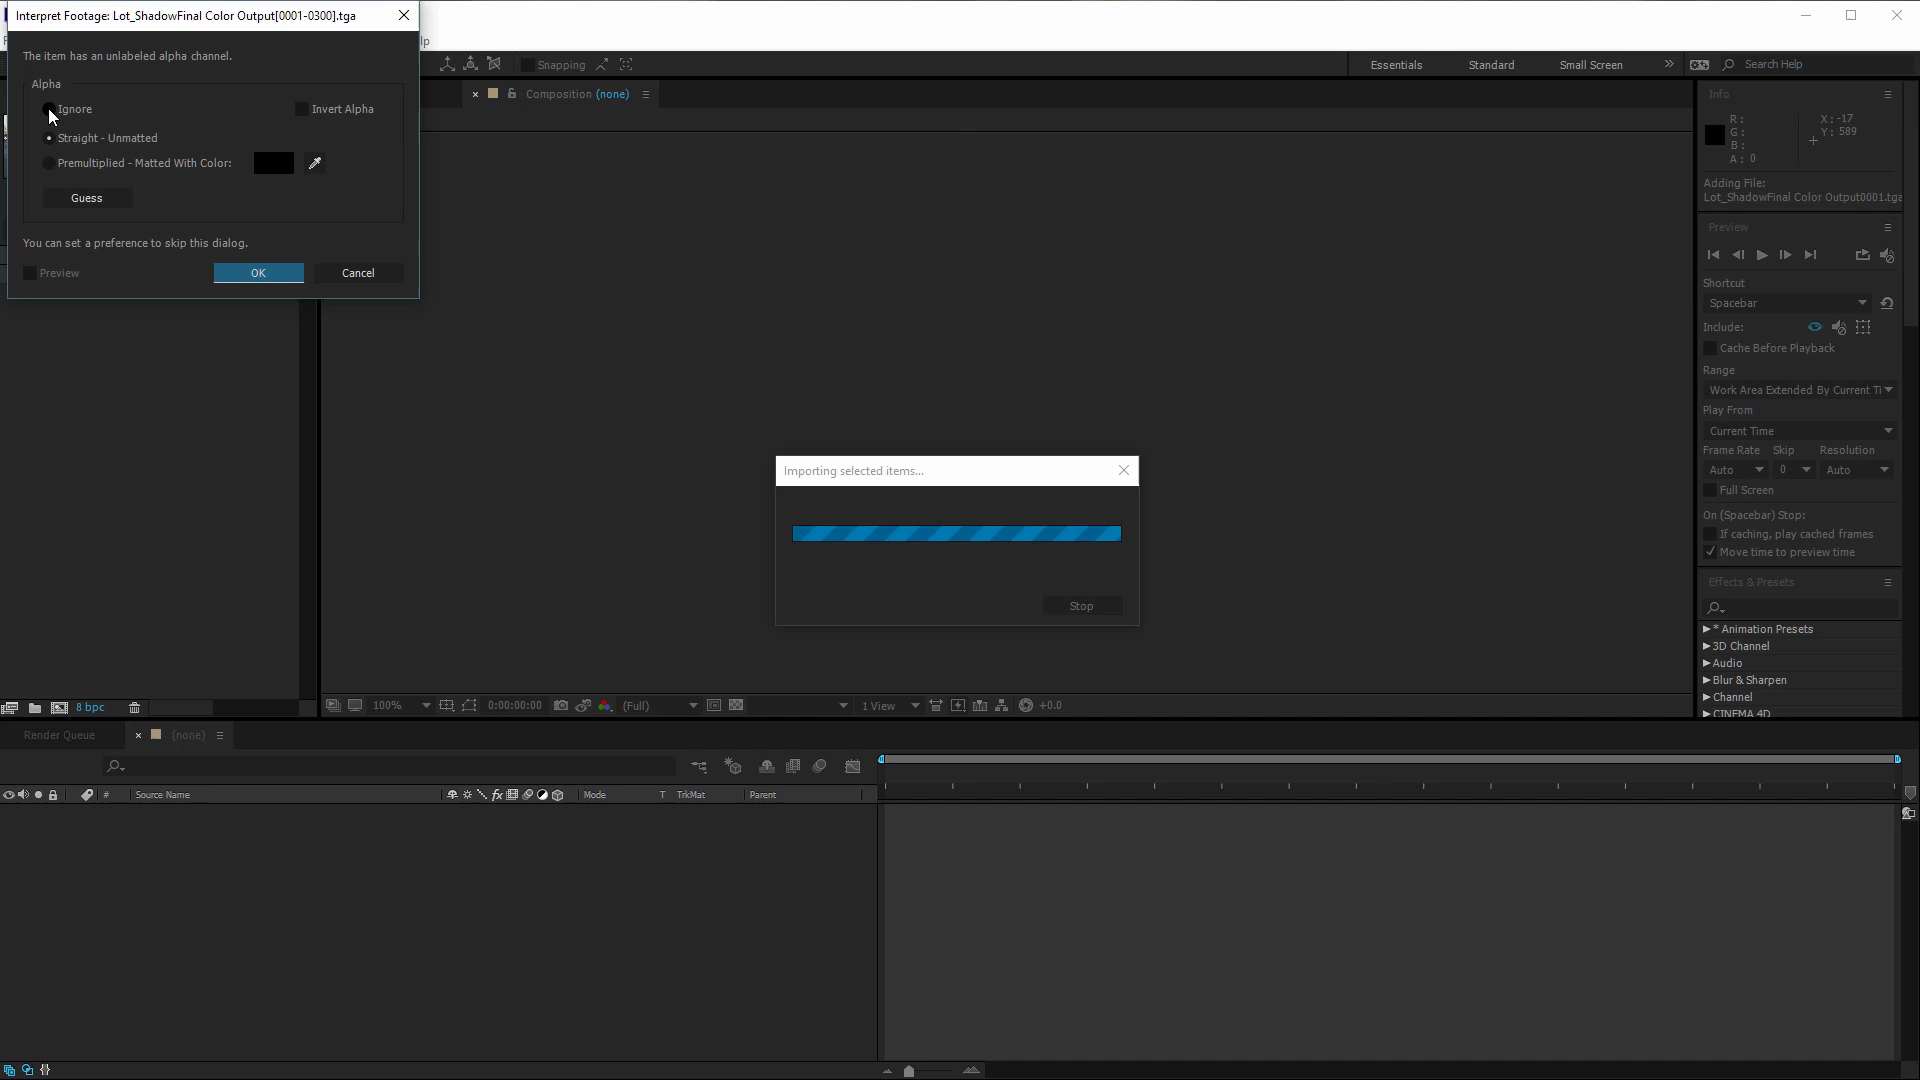 Interpret Footage: Lot_ShadowFinal Color Output[0001-0300].tga
The item has an unlabeled alpha channel.
Alpha
Ignore
Invert Alpha
Straight - Unmatted
Premultiplied - Matted With Color:
Guess
You can set a preference to skip this dialog.
Preview
OK
Cancel
lp
Snapping
Essentials
Standard
Small Screen
Search Help
Composition (none)
Info
R :
G :
B :
A : 0
X : -17
Y : 589
Adding File:
Lot_ShadowFinal Color Output0001.tga
Preview
Shortcut
Spacebar
Include:
Cache Before Playback
Range
Work Area Extended By Current Ti
Play From
Current Time
Frame Rate Skip Resolution
Auto 0 Auto
Full Screen
On (Spacebar) Stop:
If caching, play cached frames
Move time to preview time
Effects & Presets
* Animation Presets
3D Channel
Audio
Blur & Sharpen
Channel
CINEMA 4D
Importing selected items...
Stop
8 bpc
100%
0:00:00:00
(Full)
1 View
+0.0
Render Queue
(none)
#
Source Name
fx
Mode
T TrkMat
Parent